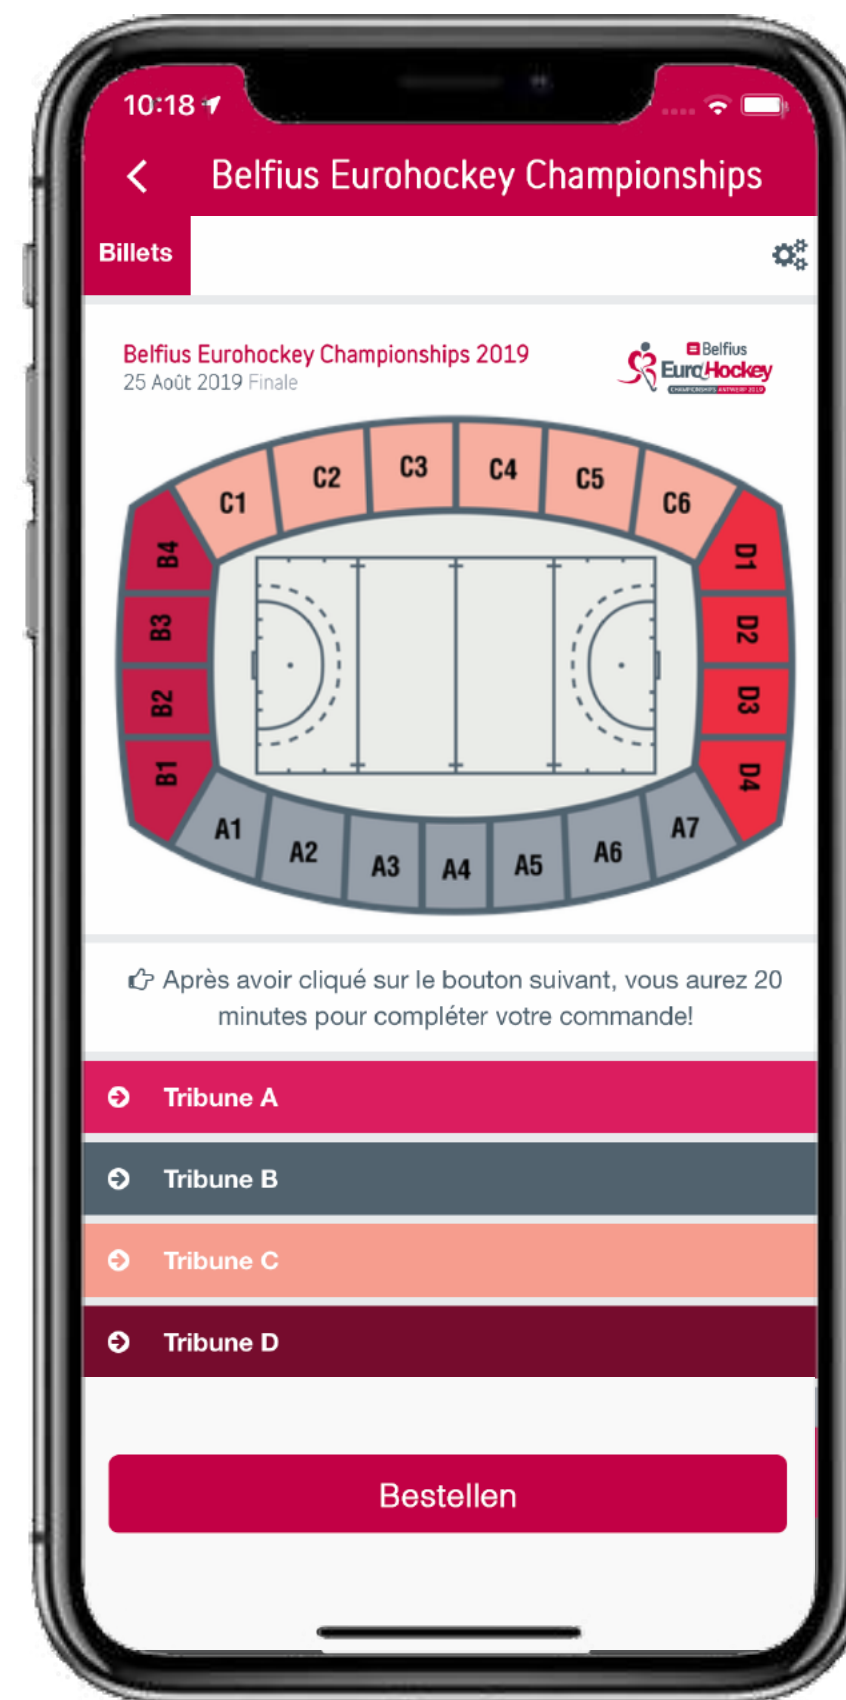 10:18
Belfius Eurohockey Championships
Billets
Belfius Eurohockey Championships 2019
25 Août 2019 Finale
Belfius
EuroHockey
CHAMPIONSHIPS ANTWERP 2019
C1 C2 C3 C4 C5 C6
B4 D1
B3 D2
B2 D3
B1 D4
A1 A2 A3 A4 A5 A6 A7
Après avoir cliqué sur le bouton suivant, vous aurez 20
minutes pour compléter votre commande!
Tribune A
Tribune B
Tribune C
Tribune D
Bestellen